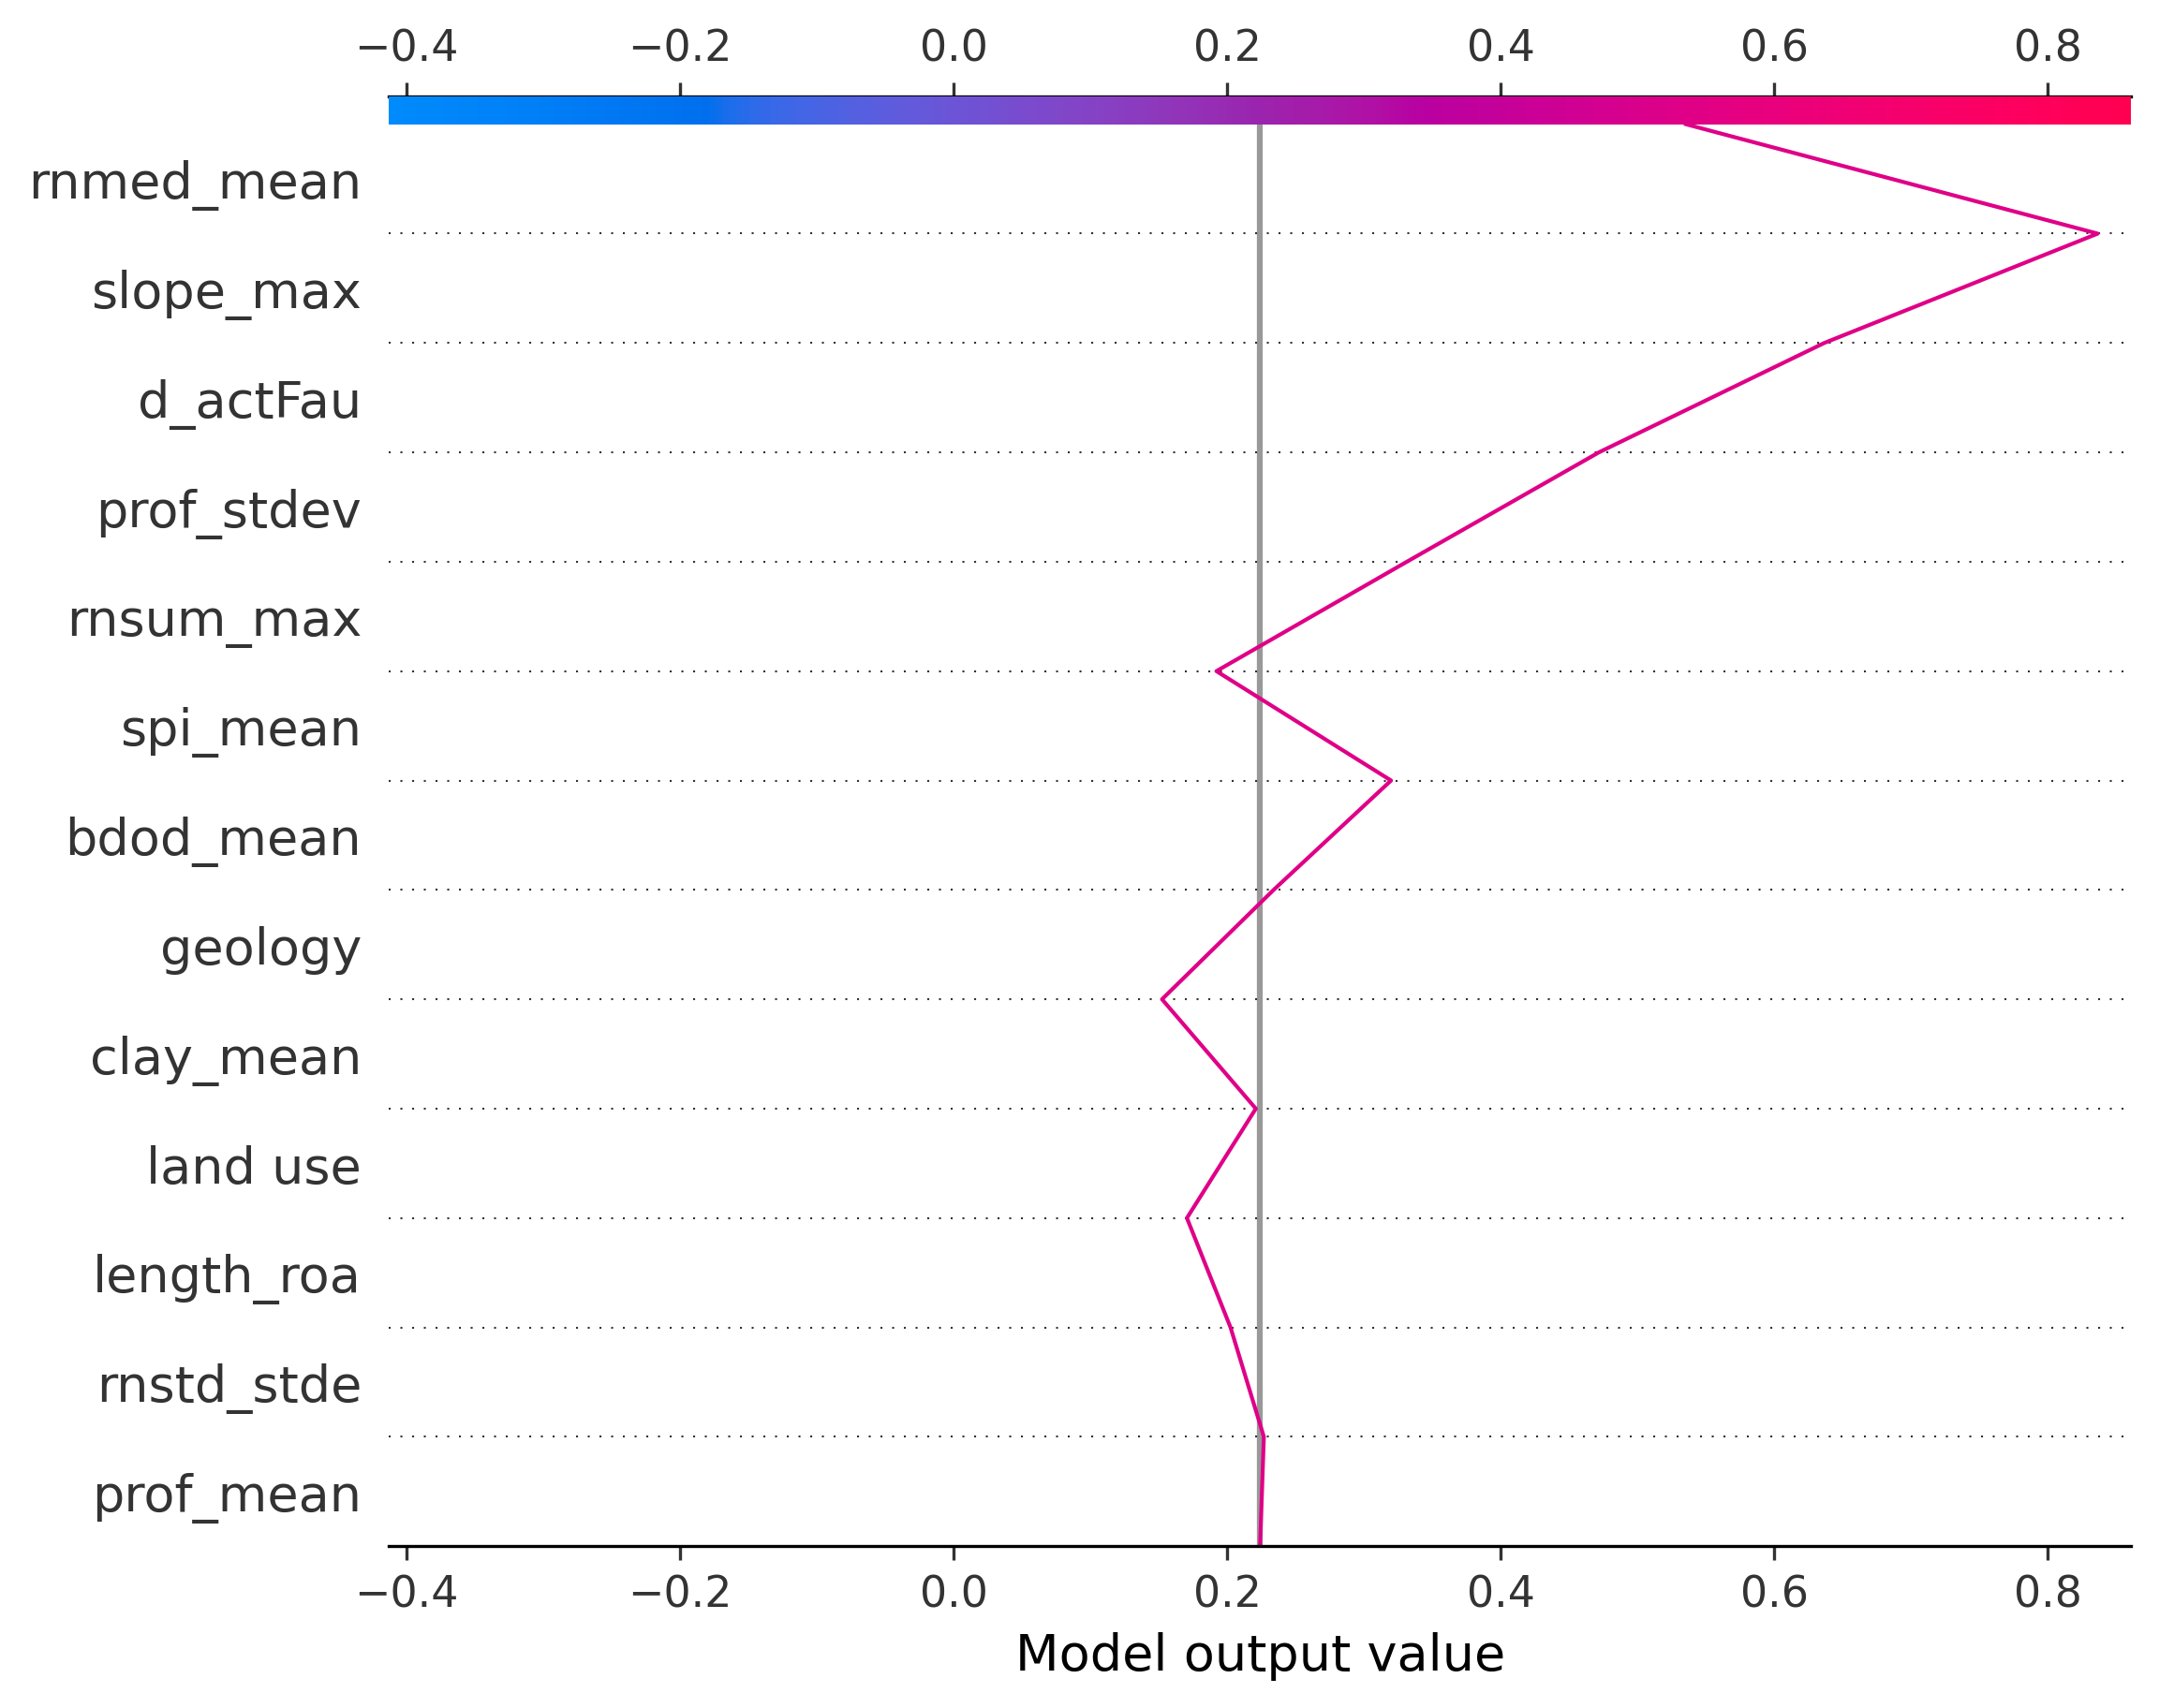 −0.4 −0.2 0.0 0.2 0.4 0.6 0.8
rnmed_mean
slope_max
d_actFau
prof_stdev
rnsum_max
spi_mean
bdod_mean
geology
clay_mean
land use
length_roa
rnstd_stde
prof_mean
−0.4 −0.2 0.0 0.2 0.4 0.6 0.8
Model output value